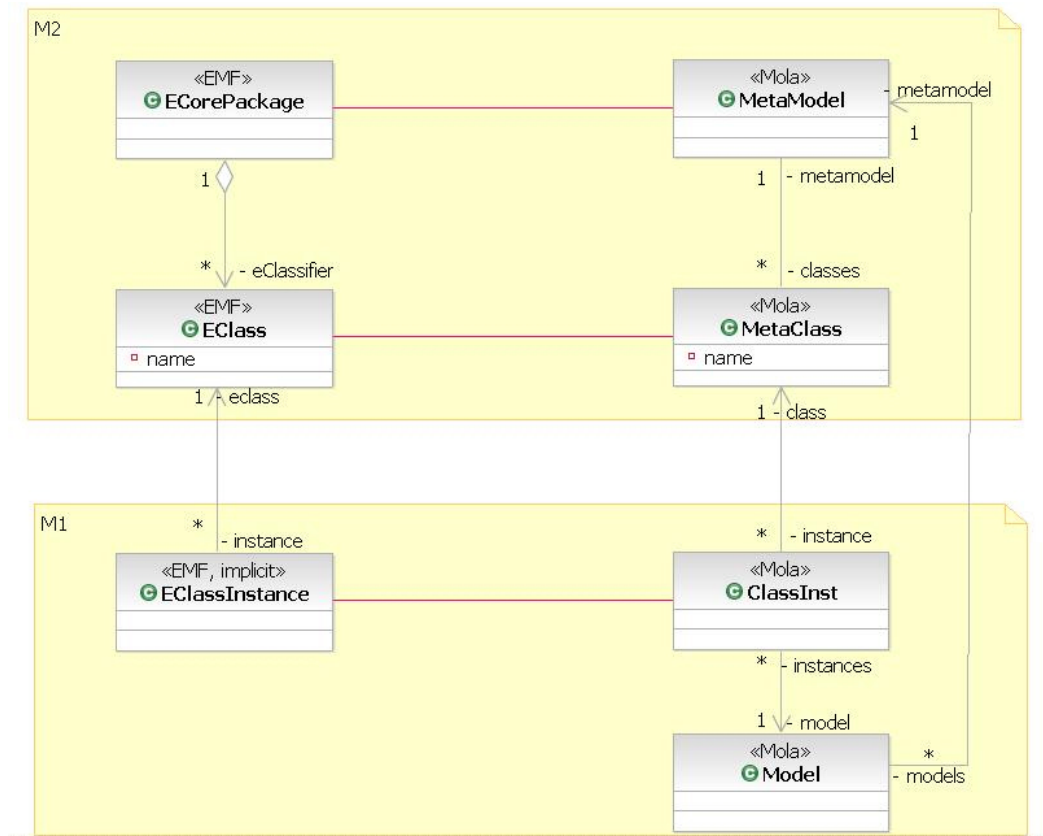 M2
«EMF»
ECorePackage
«Mola»
MetaModel
- metamodel
1
1
1
- metamodel
*
- eClassifier
*
- classes
«EMF»
EClass
name
«Mola»
MetaClass
name
1
- eclass
1
- class
M1
*
- instance
*
- instance
«EMF, implicit»
EClassInstance
«Mola»
ClassInst
*
- instances
1
- model
«Mola»
Model
*
- models